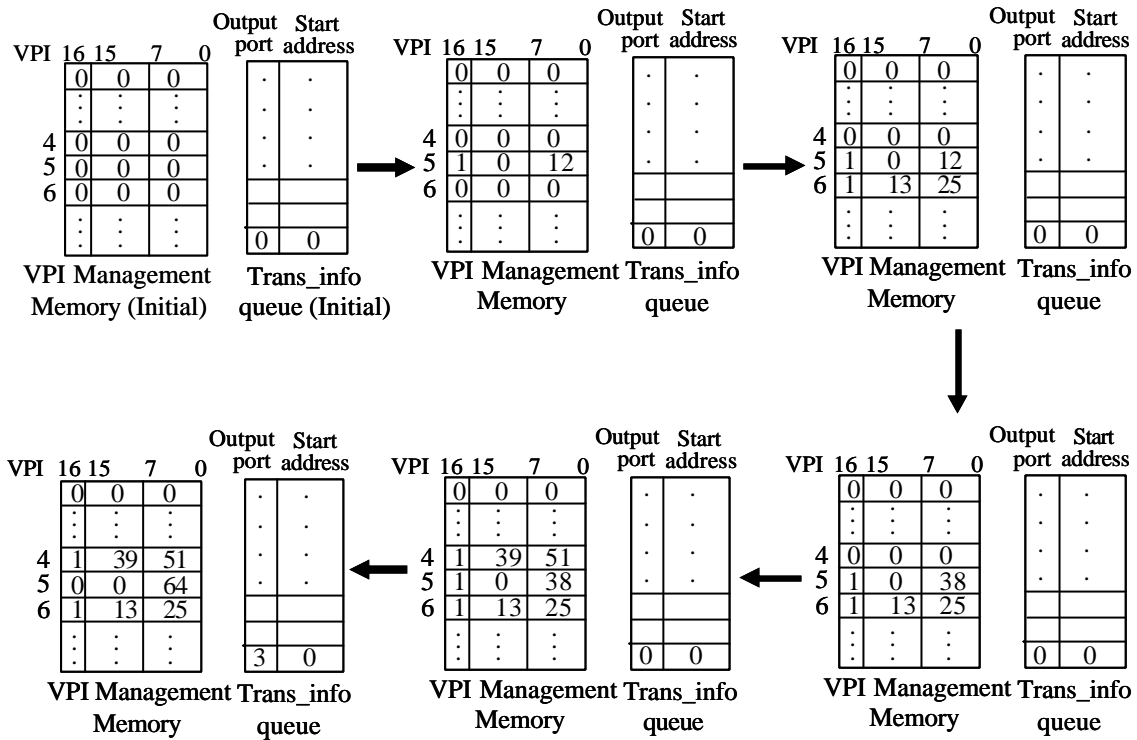 Output Start
port address
VPI 16 15 7 0
0 0 0
4 0 0 0
5 0 0 0
6 0 0 0
0 0
VPI Management
Memory (Initial)
Trans_info
queue (Initial)
Output Start
port address
VPI 16 15 7 0
0 0 0
4 0 0 0
5 1 0 12
6 0 0 0
0 0
VPI Management
Memory
Trans_info
queue
Output Start
port address
VPI 16 15 7 0
0 0 0
4 0 0 0
5 1 0 12
6 1 13 25
0 0
VPI Management
Memory
Trans_info
queue
Output Start
port address
VPI 16 15 7 0
0 0 0
4 1 39 51
5 0 0 64
6 1 13 25
3 0
VPI Management
Memory
Trans_info
queue
Output Start
port address
VPI 16 15 7 0
0 0 0
4 1 39 51
5 1 0 38
6 1 13 25
0 0
VPI Management
Memory
Trans_info
queue
Output Start
port address
VPI 16 15 7 0
0 0 0
4 0 0 0
5 1 0 38
6 1 13 25
0 0
VPI Management
Memory
Trans_info
queue